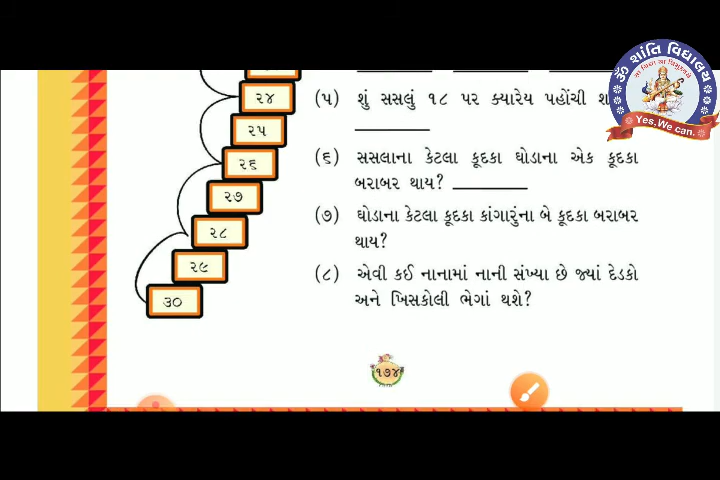 ૐ શાંતિ વિદ્યાલય
Yes.We can.
૨૪
૨૫
૨૬
૨૭
૨૮
૨૯
૩૦
(૫) શું સસલું ૧૮ પર ક્યારેય પહોંચી
(૬) સસલાના કેટલા કૂદકા ઘોડાના એક કૂદકા
બરાબર થાય?
(૭) ઘોડાના કેટલા કૂદકા કાંગારુંના બે કૂદકા બરાબર
થાય?
(૮) એવી કઈ નાનામાં નાની સંખ્યા છે જ્યાં દેડકો
અને ખિસકોલી ભેગાં થશે?
૧૭૪